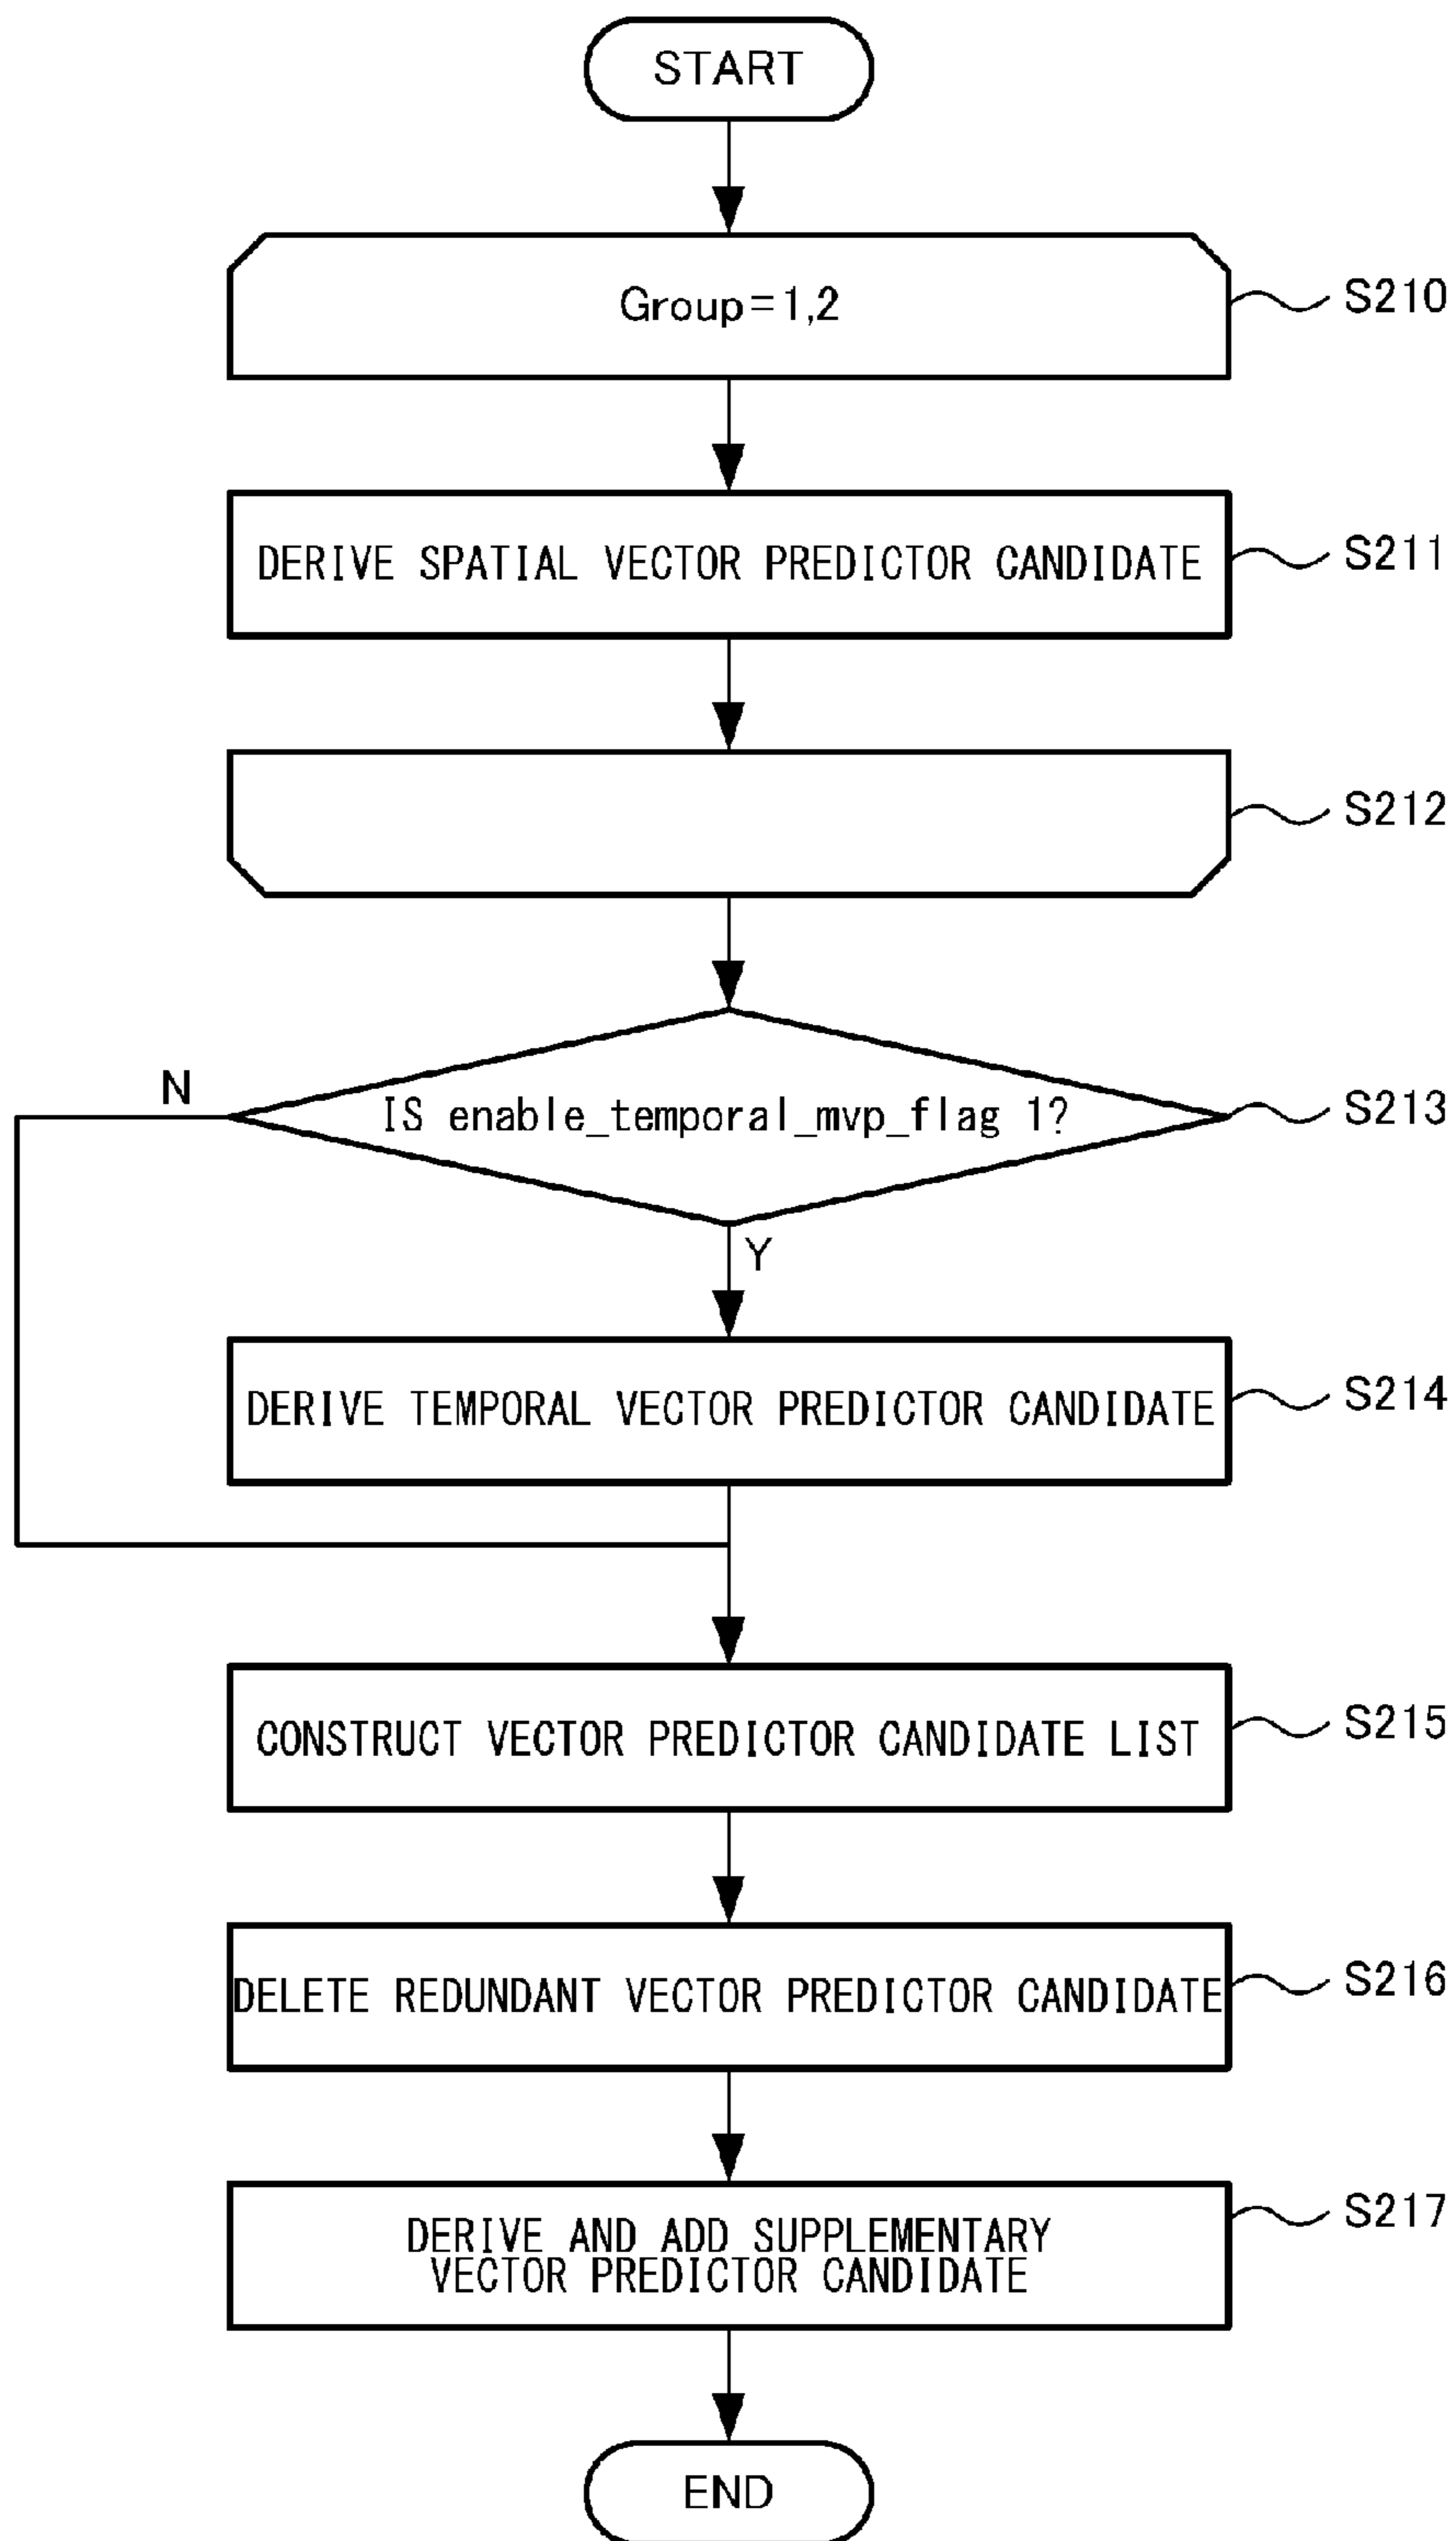 START
Group=1,2
S210
DERIVE SPATIAL VECTOR PREDICTOR CANDIDATE
S211
S212
IS enable_temporal_mvp_flag 1?
S213
N
Y
DERIVE TEMPORAL VECTOR PREDICTOR CANDIDATE
S214
CONSTRUCT VECTOR PREDICTOR CANDIDATE LIST
S215
DELETE REDUNDANT VECTOR PREDICTOR CANDIDATE
S216
DERIVE AND ADD SUPPLEMENTARY
VECTOR PREDICTOR CANDIDATE
S217
END